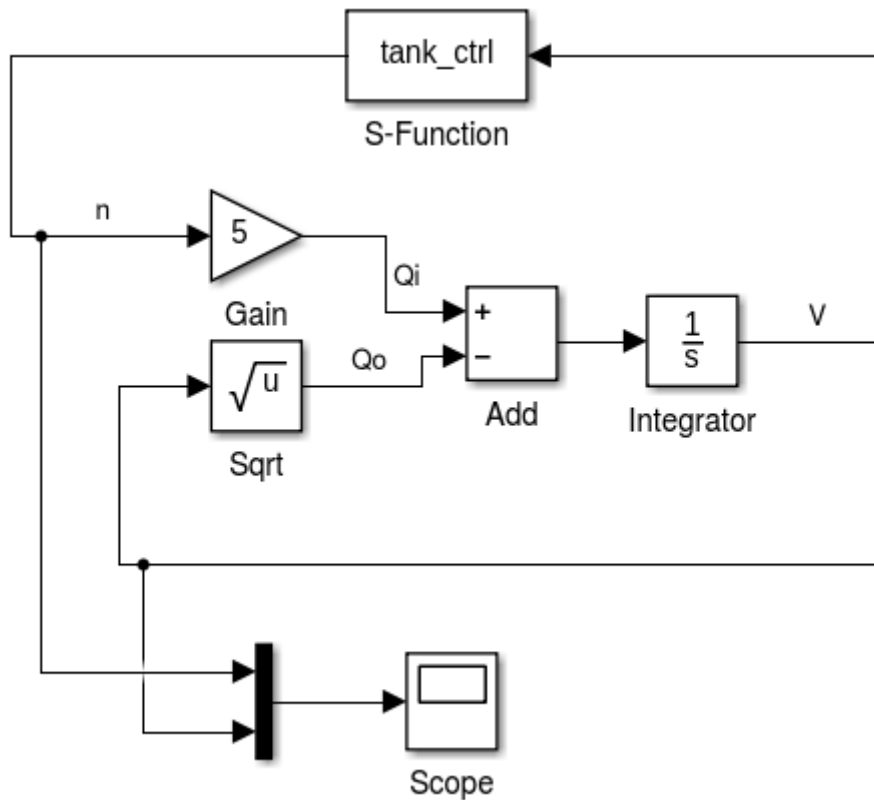 tank_ctrl
S-Function
n
5
Qi
Gain
+
−
1
s
V
Qo
√u
Add
Integrator
Sqrt
Scope